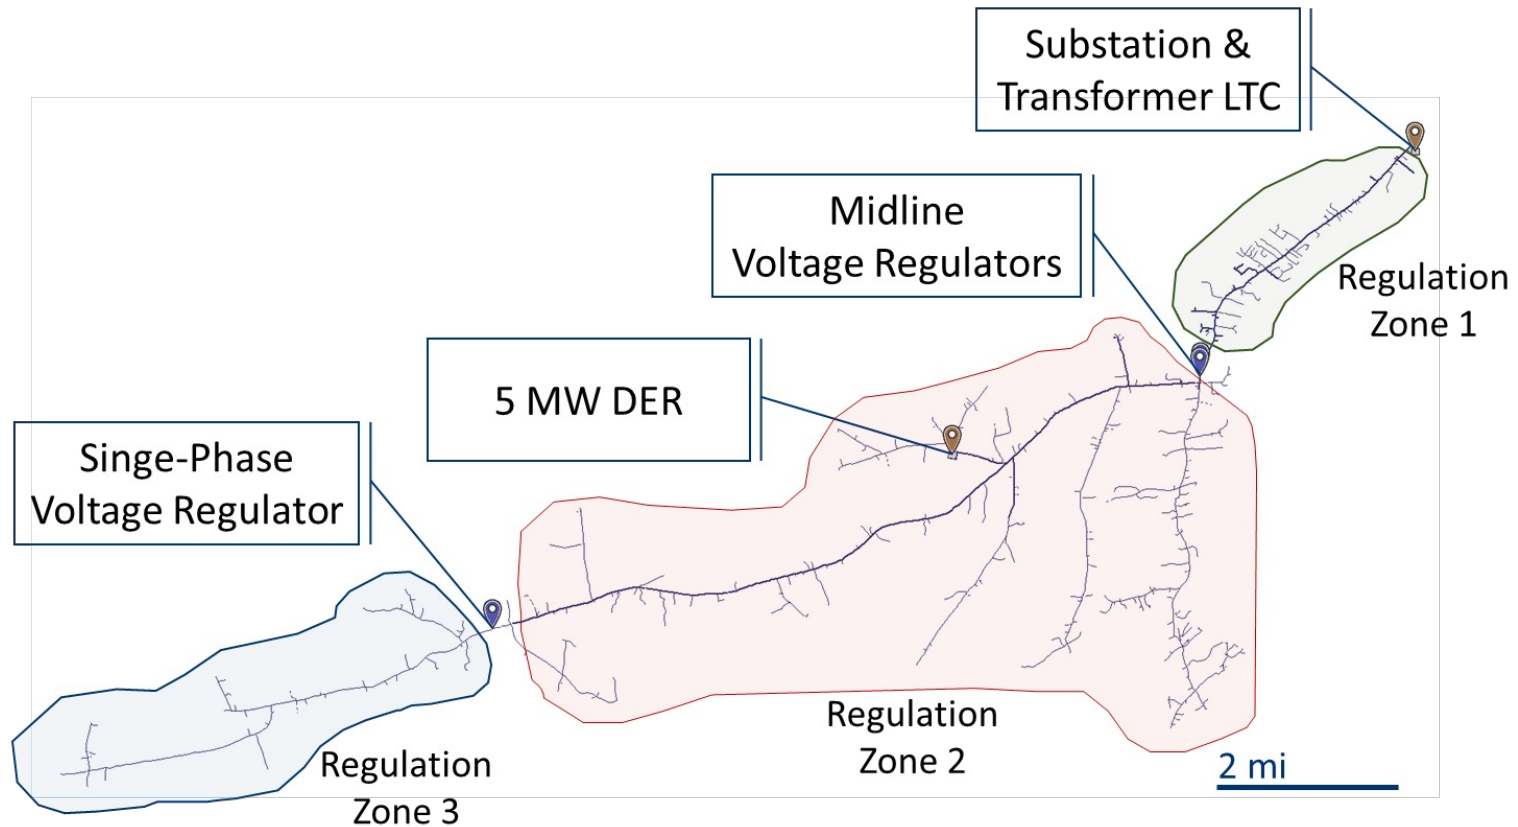 Substation &
Transformer LTC
Midline
Voltage Regulators
Regulation
Zone 1
5 MW DER
Singe-Phase
Voltage Regulator
Regulation
Zone 2
2 mi
Regulation
Zone 3